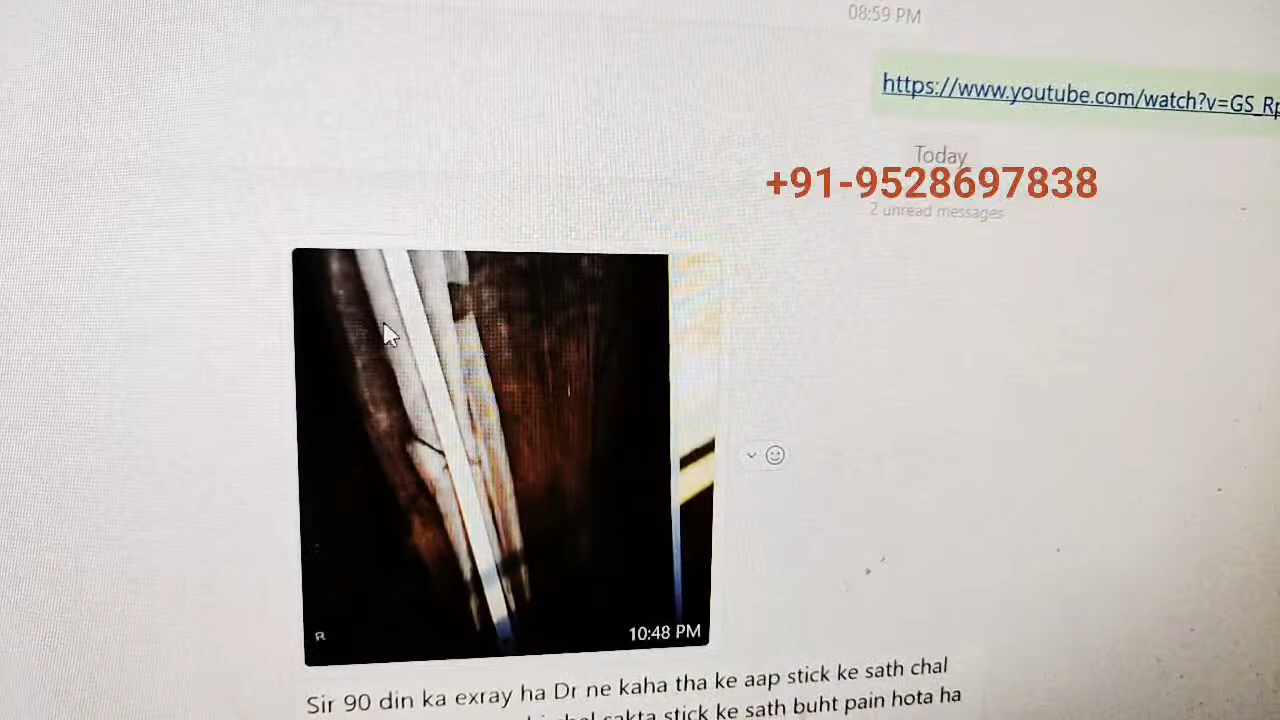 08:59 PM
https://www.youtube.com/watch?v=GS_Rp
Today
+91-9528697838
2 unread messages
R
10:48 PM
Sir 90 din ka exray ha Dr ne kaha tha ke aap stick ke sath chal
sakta stick ke sath buht pain hota ha